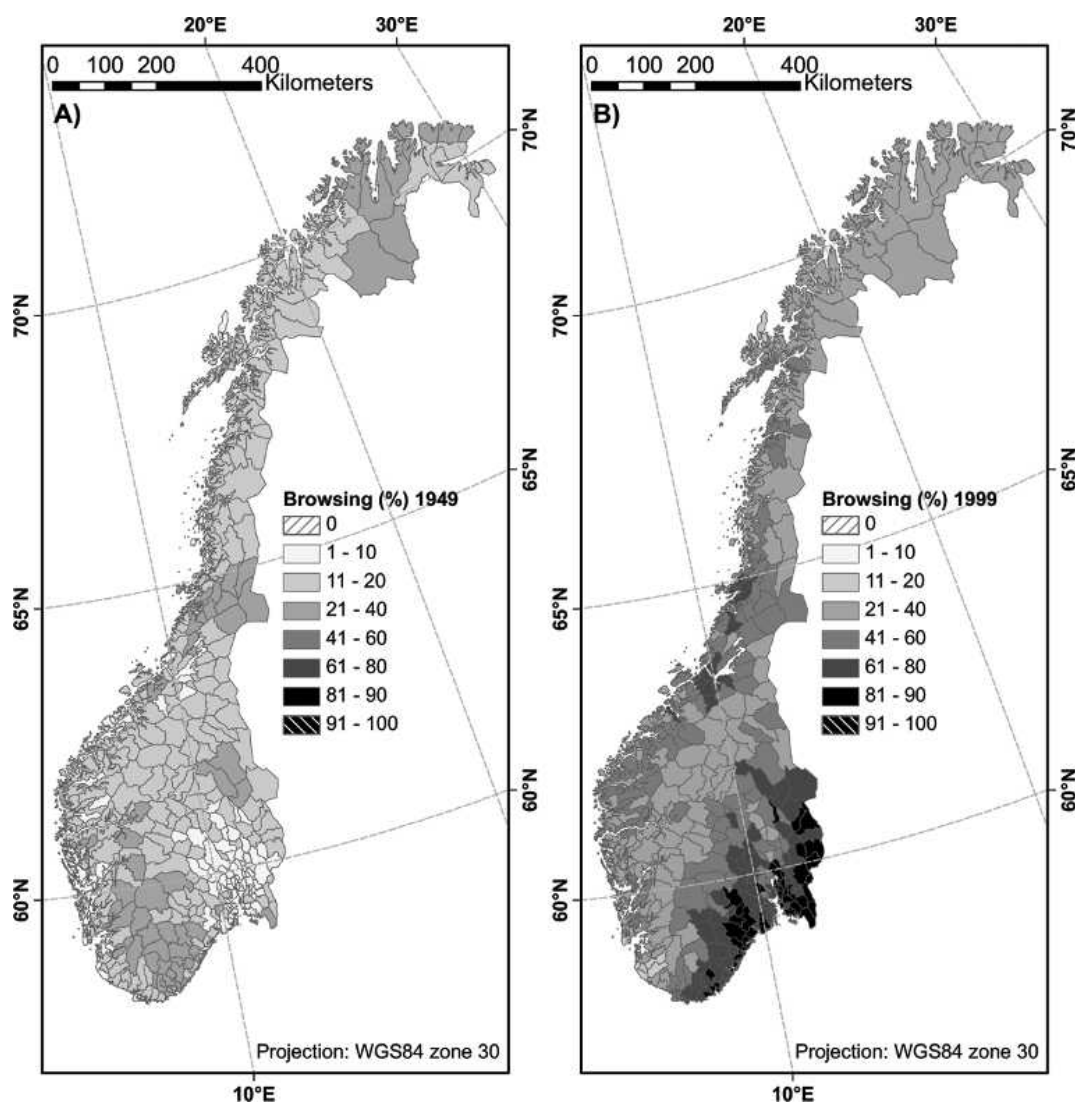 20°E
30°E
0
100
200
400
Kilometers
A)
70°N
70°N
65°N
65°N
60°N
60°N
Browsing (%) 1949
0
1 - 10
11 - 20
21 - 40
41 - 60
61 - 80
81 - 90
91 - 100
Projection: WGS84 zone 30
10°E
20°E
30°E
0
100
200
400
Kilometers
B)
70°N
70°N
65°N
65°N
60°N
60°N
Browsing (%) 1999
0
1 - 10
11 - 20
21 - 40
41 - 60
61 - 80
81 - 90
91 - 100
Projection: WGS84 zone 30
10°E